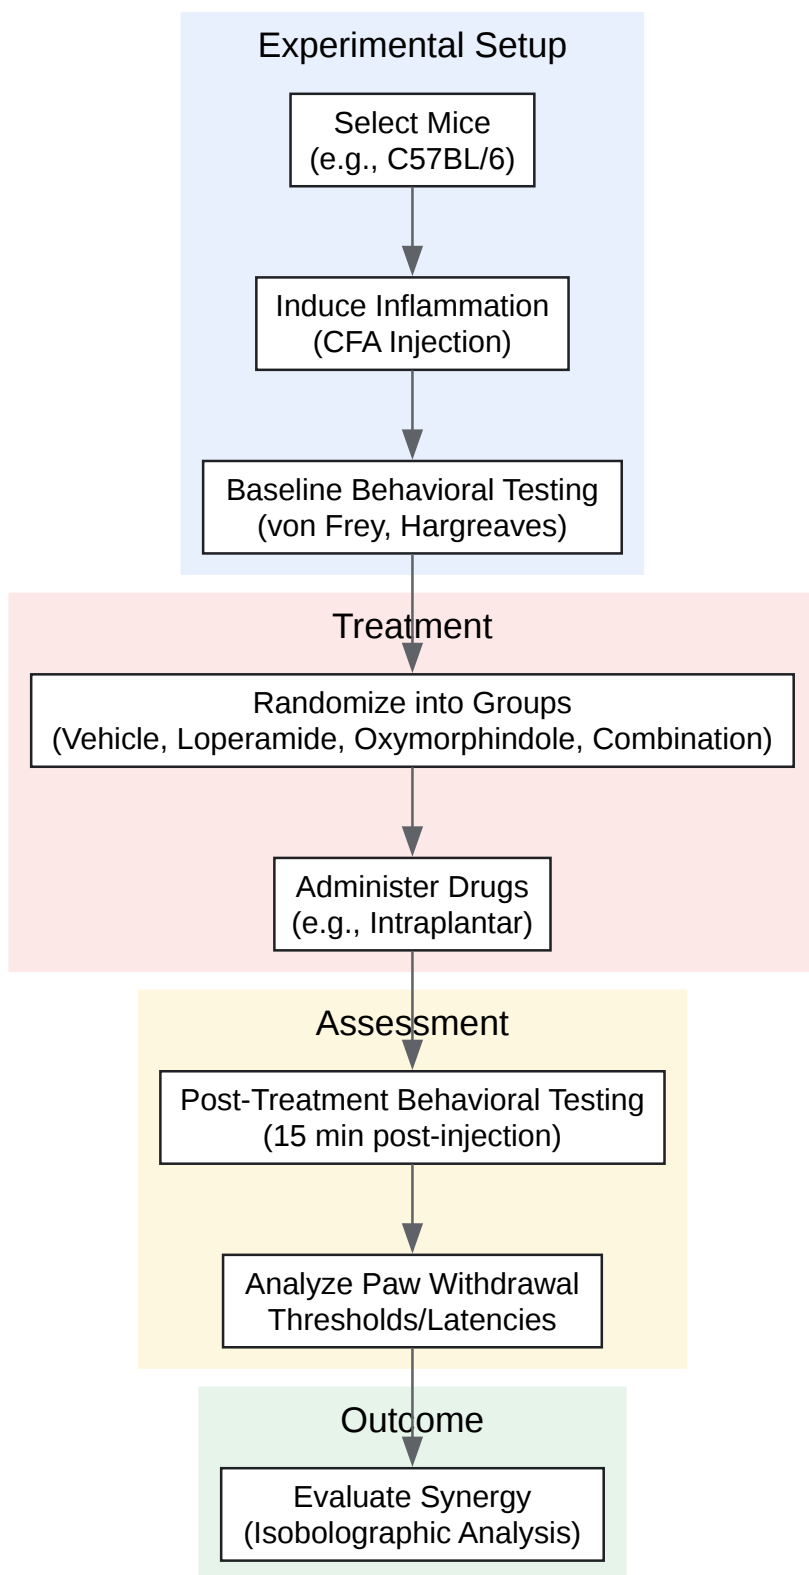 Experimental Setup
Select Mice
(e.g., C57BL/6)
Induce Inflammation
(CFA Injection)
Baseline Behavioral Testing
(von Frey, Hargreaves)
Treatment
Randomize into Groups
(Vehicle, Loperamide, Oxymorphindole, Combination)
Administer Drugs
(e.g., Intraplantar)
Assessment
Post-Treatment Behavioral Testing
(15 min post-injection)
Analyze Paw Withdrawal
Thresholds/Latencies
Outcome
Evaluate Synergy
(Isobolographic Analysis)